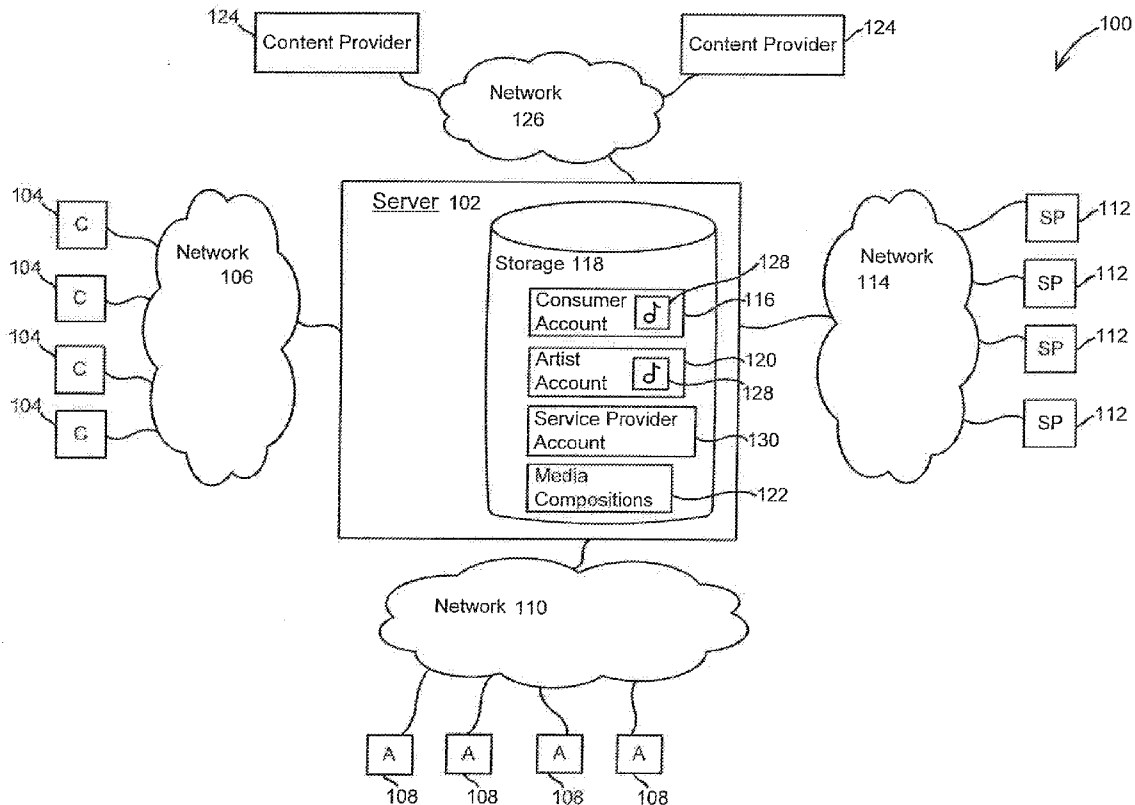 124
Content Provider
Content Provider
124
100
Network
126
104
C
104
C
104
C
104
C
Network
106
Server 102
Storage 118
Consumer
Account
128
116
Artist
Account
120
128
Service Provider
Account
130
Media
Compositions
122
Network
114
SP
112
SP
112
SP
112
SP
112
Network 110
A
A
A
A
108
108
108
108